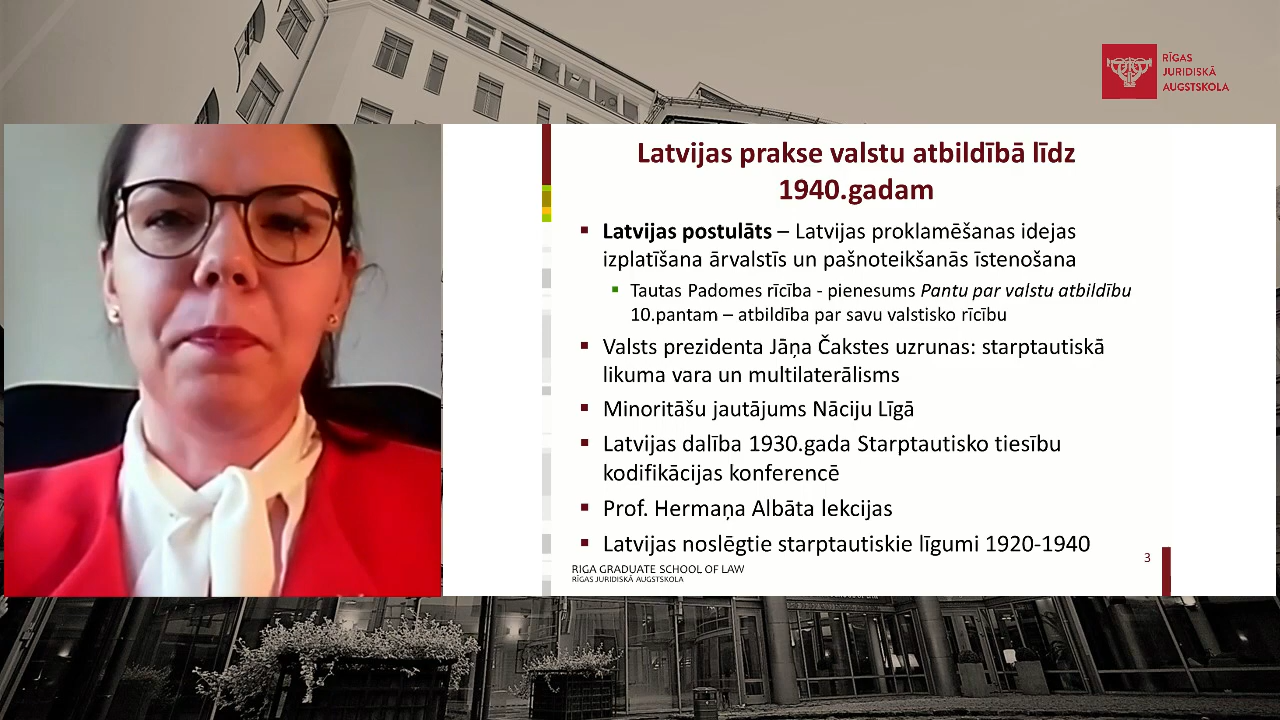 RĪGAS
JURIDISKĀ
AUGSTSKOLA
Latvijas prakse valstu atbildībā līdz
1940.gadam
Latvijas postulāts – Latvijas proklamēšanas idejas
izplatīšana ārvalstīs un pašnoteikšanās īstenošana
Tautas Padomes rīcība - pienesums Pantu par valstu atbildību
10.pantam – atbildība par savu valstisko rīcību
Valsts prezidenta Jāņa Čakstes uzrunas: starptautiskā
likuma vara un multilaterālisms
Minoritāšu jautājums Nāciju Līgā
Latvijas dalība 1930.gada Starptautisko tiesību
kodifikācijas konferencē
Prof. Hermaņa Albāta lekcijas
Latvijas noslēgtie starptautiskie līgumi 1920-1940
3
RIGA GRADUATE SCHOOL OF LAW
RĪGAS JURIDISKĀ AUGSTSKOLA